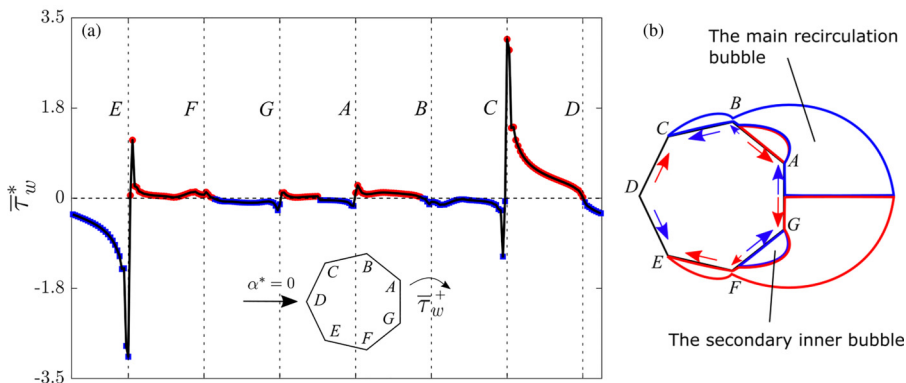 3.5
(a)
1.8
E F G A B C D
0
τ̿*w
-1.8
-3.5
α* = 0
C B
D A
E G
F
τ̅+w
(b)
The main recirculation
bubble
B
C
A
D
G
E
F
The secondary inner bubble